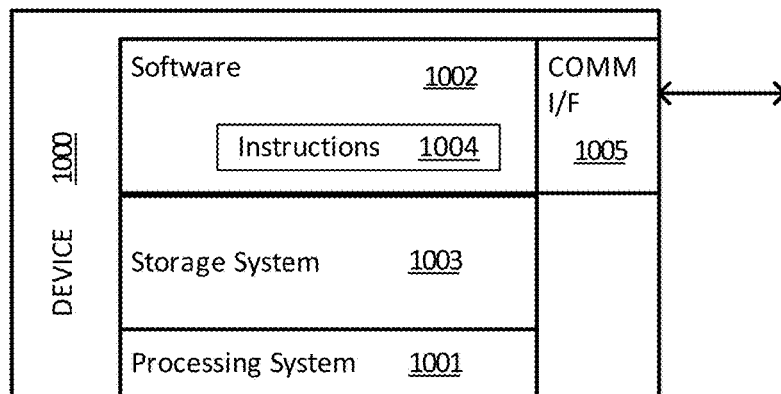 DEVICE 1000
Software 1002
Instructions 1004
COMM
I/F
1005
Storage System 1003
Processing System 1001